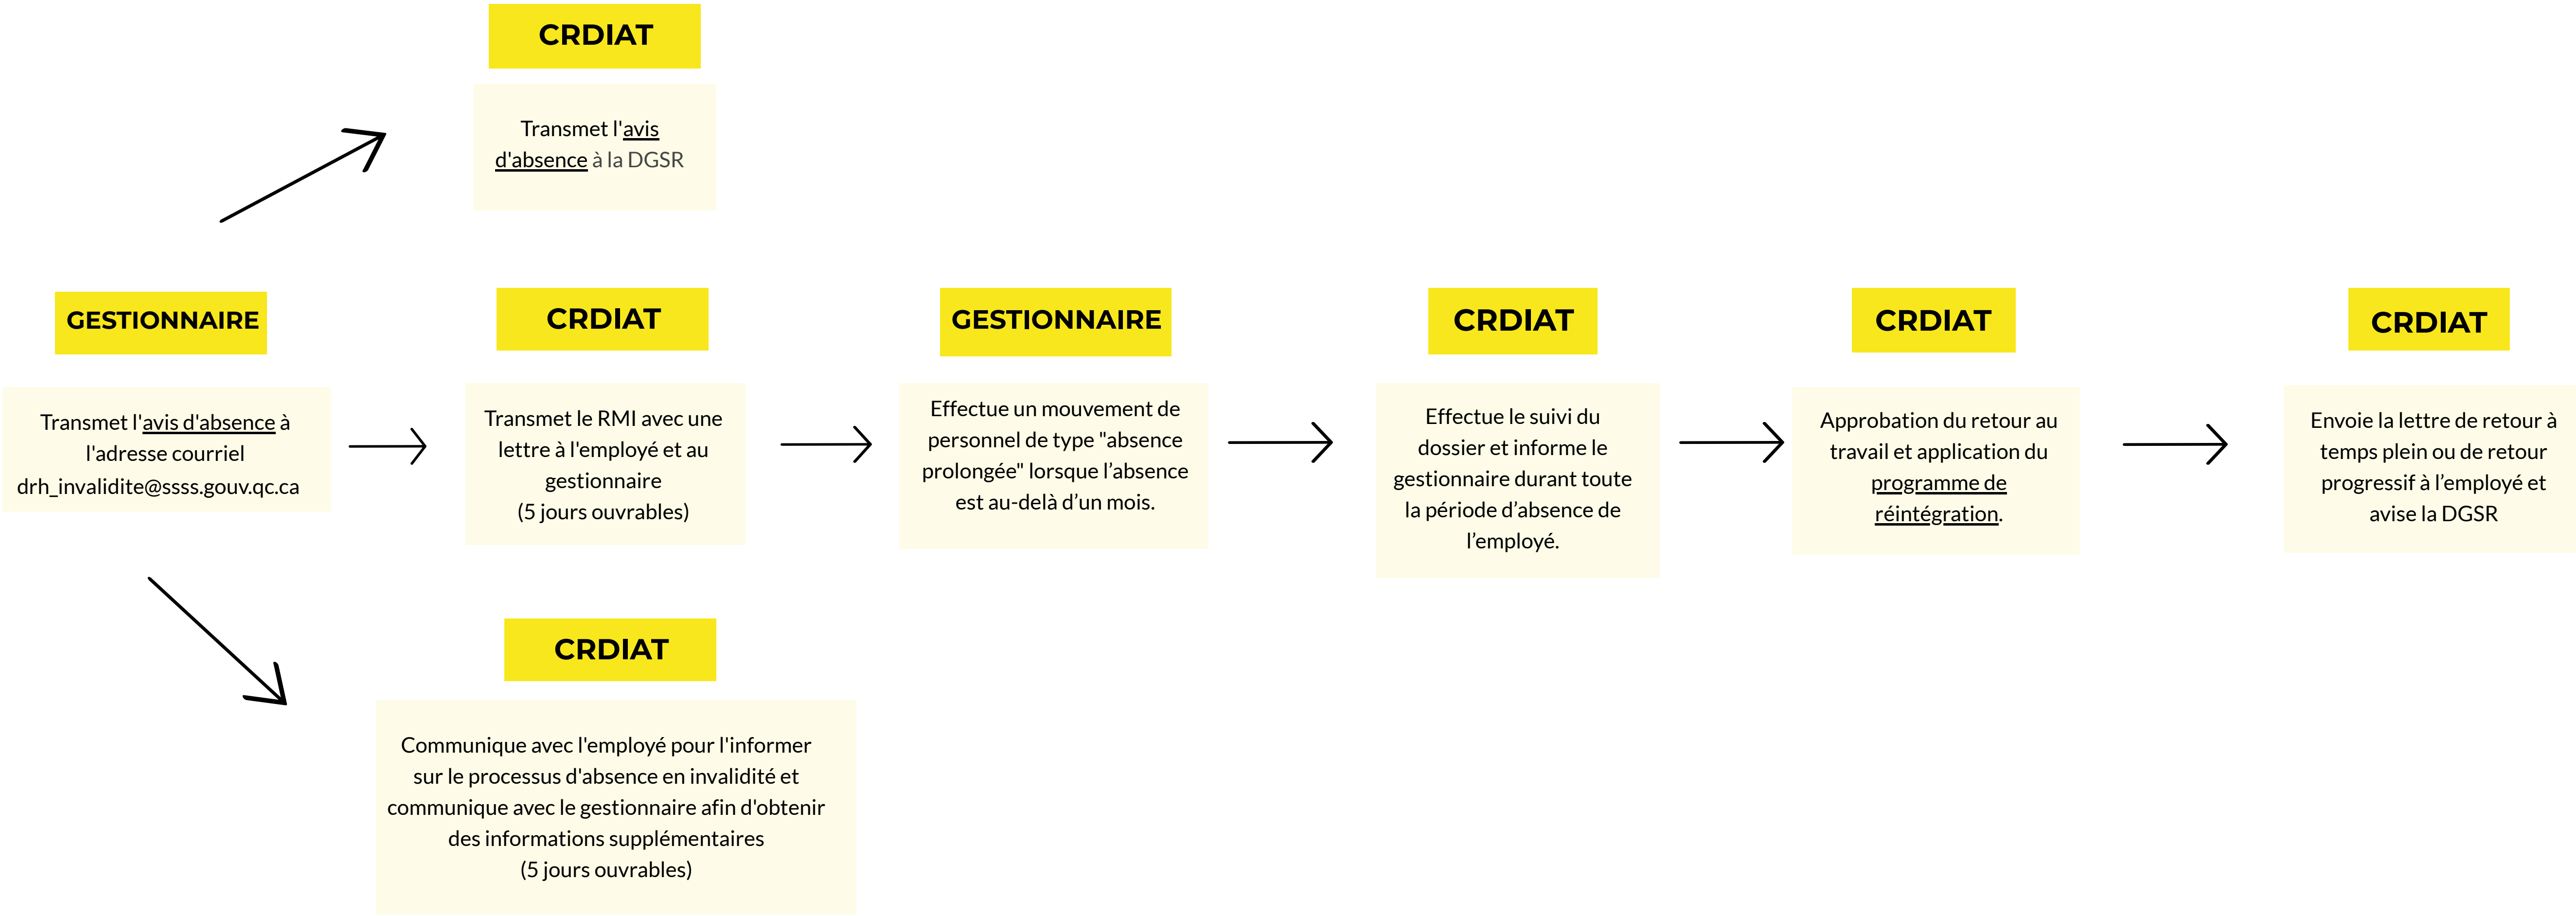 CRDIAT
Transmet l'avis
d'absence à la DGSR
GESTIONNAIRE
Transmet l'avis d'absence à
l'adresse courriel
drh_invalidite@ssss.gouv.qc.ca
CRDIAT
Transmet le RMI avec une
lettre à l'employé et au
gestionnaire
(5 jours ouvrables)
GESTIONNAIRE
Effectue un mouvement de
personnel de type "absence
prolongée" lorsque l’absence
est au-delà d’un mois.
CRDIAT
Effectue le suivi du
dossier et informe le
gestionnaire durant toute
la période d’absence de
l’employé.
CRDIAT
Approbation du retour au
travail et application du
programme de
réintégration.
CRDIAT
Envoie la lettre de retour à
temps plein ou de retour
progressif à l’employé et
avise la DGSR
CRDIAT
Communique avec l'employé pour l'informer
sur le processus d'absence en invalidité et
communique avec le gestionnaire afin d'obtenir
des informations supplémentaires
(5 jours ouvrables)